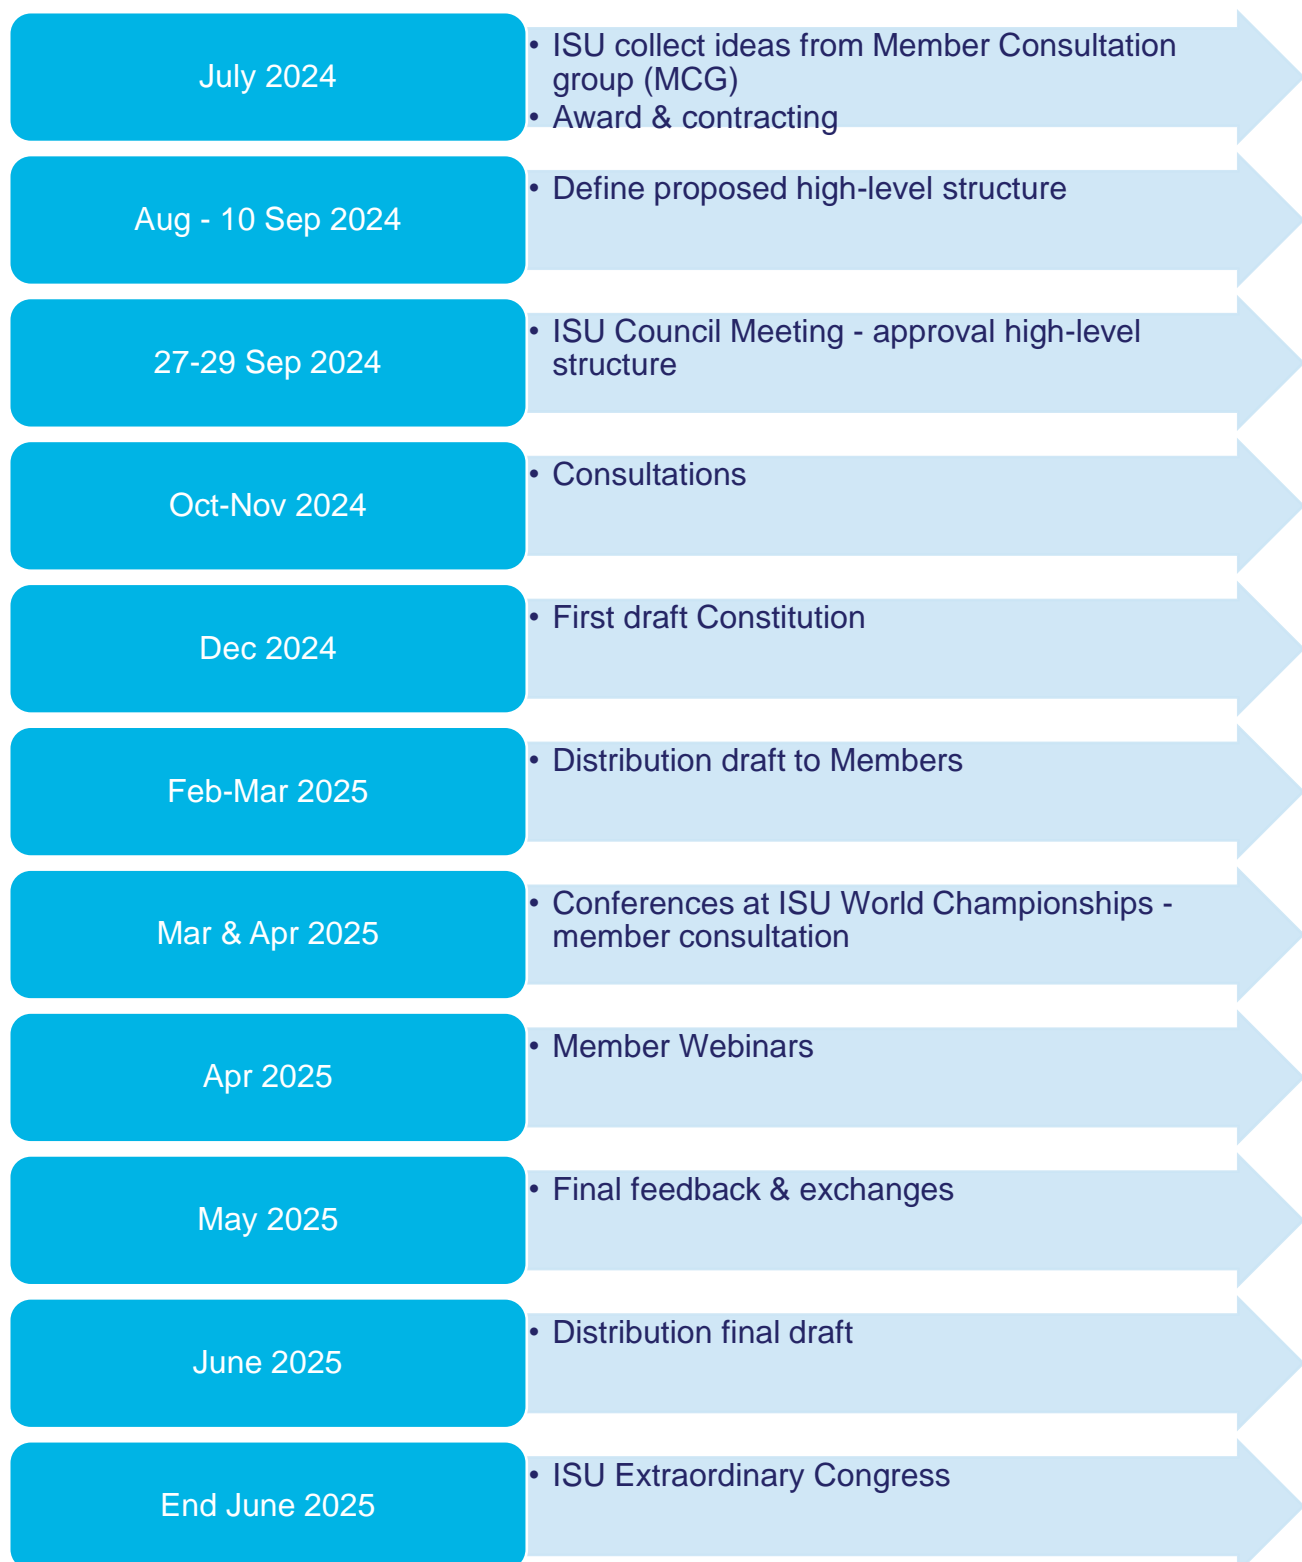 July 2024
• ISU collect ideas from Member Consultation
group (MCG)
• Award & contracting
Aug - 10 Sep 2024
• Define proposed high-level structure
27-29 Sep 2024
• ISU Council Meeting - approval high-level
structure
Oct-Nov 2024
• Consultations
Dec 2024
• First draft Constitution
Feb-Mar 2025
• Distribution draft to Members
Mar & Apr 2025
• Conferences at ISU World Championships -
member consultation
Apr 2025
• Member Webinars
May 2025
• Final feedback & exchanges
June 2025
• Distribution final draft
End June 2025
• ISU Extraordinary Congress